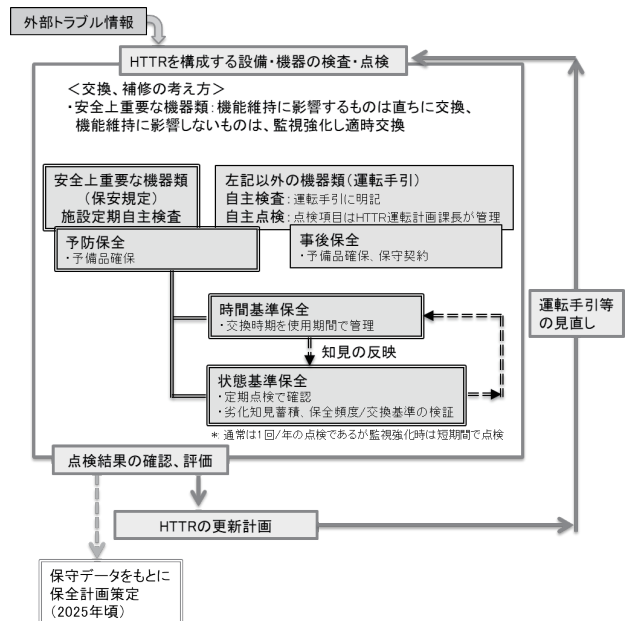 外部トラブル情報
HTTRを構成する設備・機器の検査・点検
＜交換、補修の考え方＞
・安全上重要な機器類：機能維持に影響するものは直ちに交換、
機能維持に影響しないものは、監視強化し適時交換
安全上重要な機器類
（保安規定）
施設定期自主検査
左記以外の機器類（運転手引）
自主検査：運転手引に明記
自主点検：点検項目はHTTR運転計画課長が管理
予防保全
・予備品確保
事後保全
・予備品確保、保守契約
時間基準保全
・交換時期を使用期間で管理
知見の反映
状態基準保全
・定期点検で確認
・劣化知見蓄積、保全頻度/交換基準の検証
*：通常は1回/年の点検であるが監視強化時は短期間で点検
運転手引等
の見直し
点検結果の確認、評価
HTTRの更新計画
保守データをもとに
保全計画策定
（2025年頃）